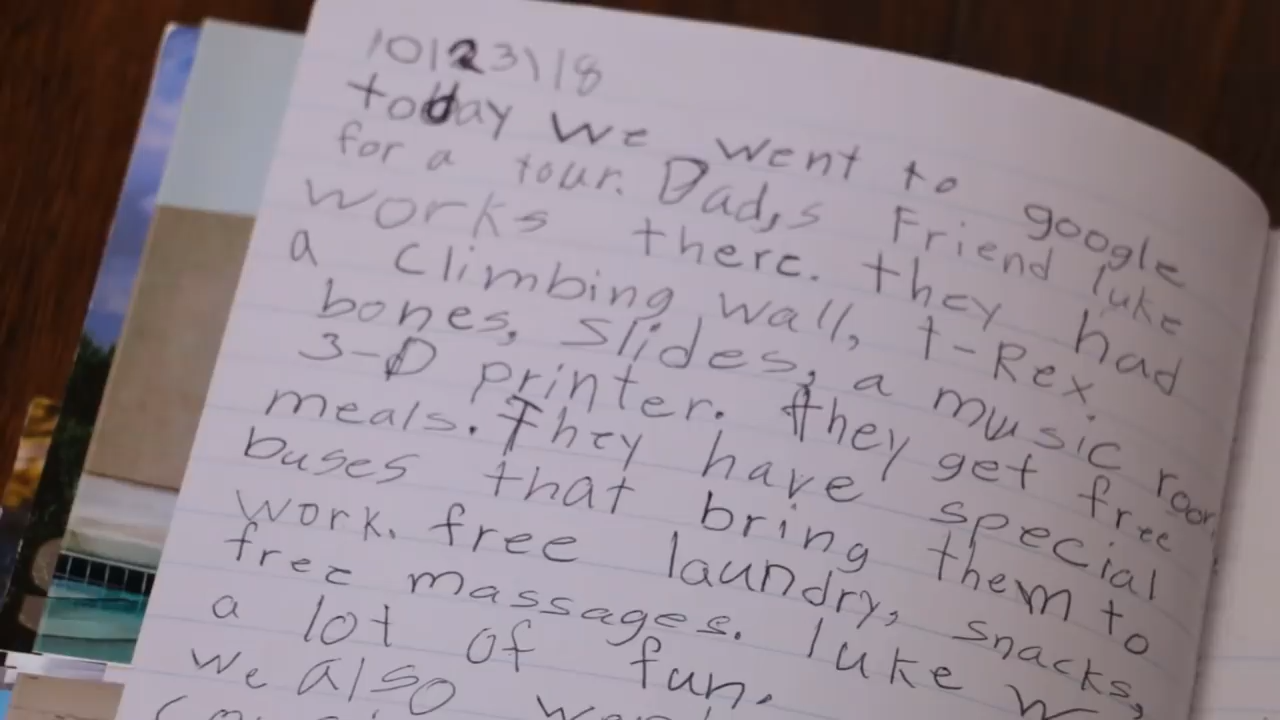 10|23\18
today we went to google
for a tour. Dad,s Friend luke
works there. they had
a climbing wall, t-Rex.
bones, slides, a music room
3-D printer. they get free
meals. They have special
buses that bring them to
work. free laundry, snacks,
free massages. luke
a lot of fun.
We also